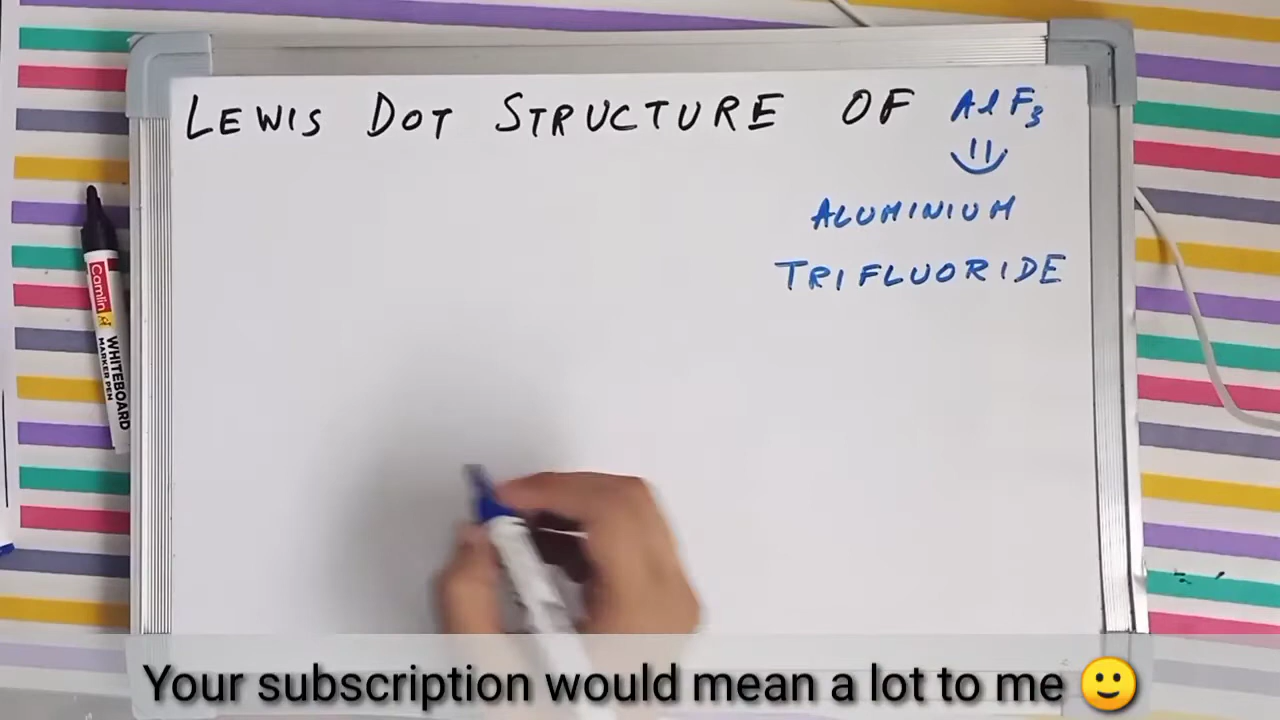 LEWIS DOT STRUCTURE OF AlF₃
ALUMINIUM
TRIFLUORIDE
Camlin
WHITEBOARD
MARKER PEN
Your subscription would mean a lot to me 🙂